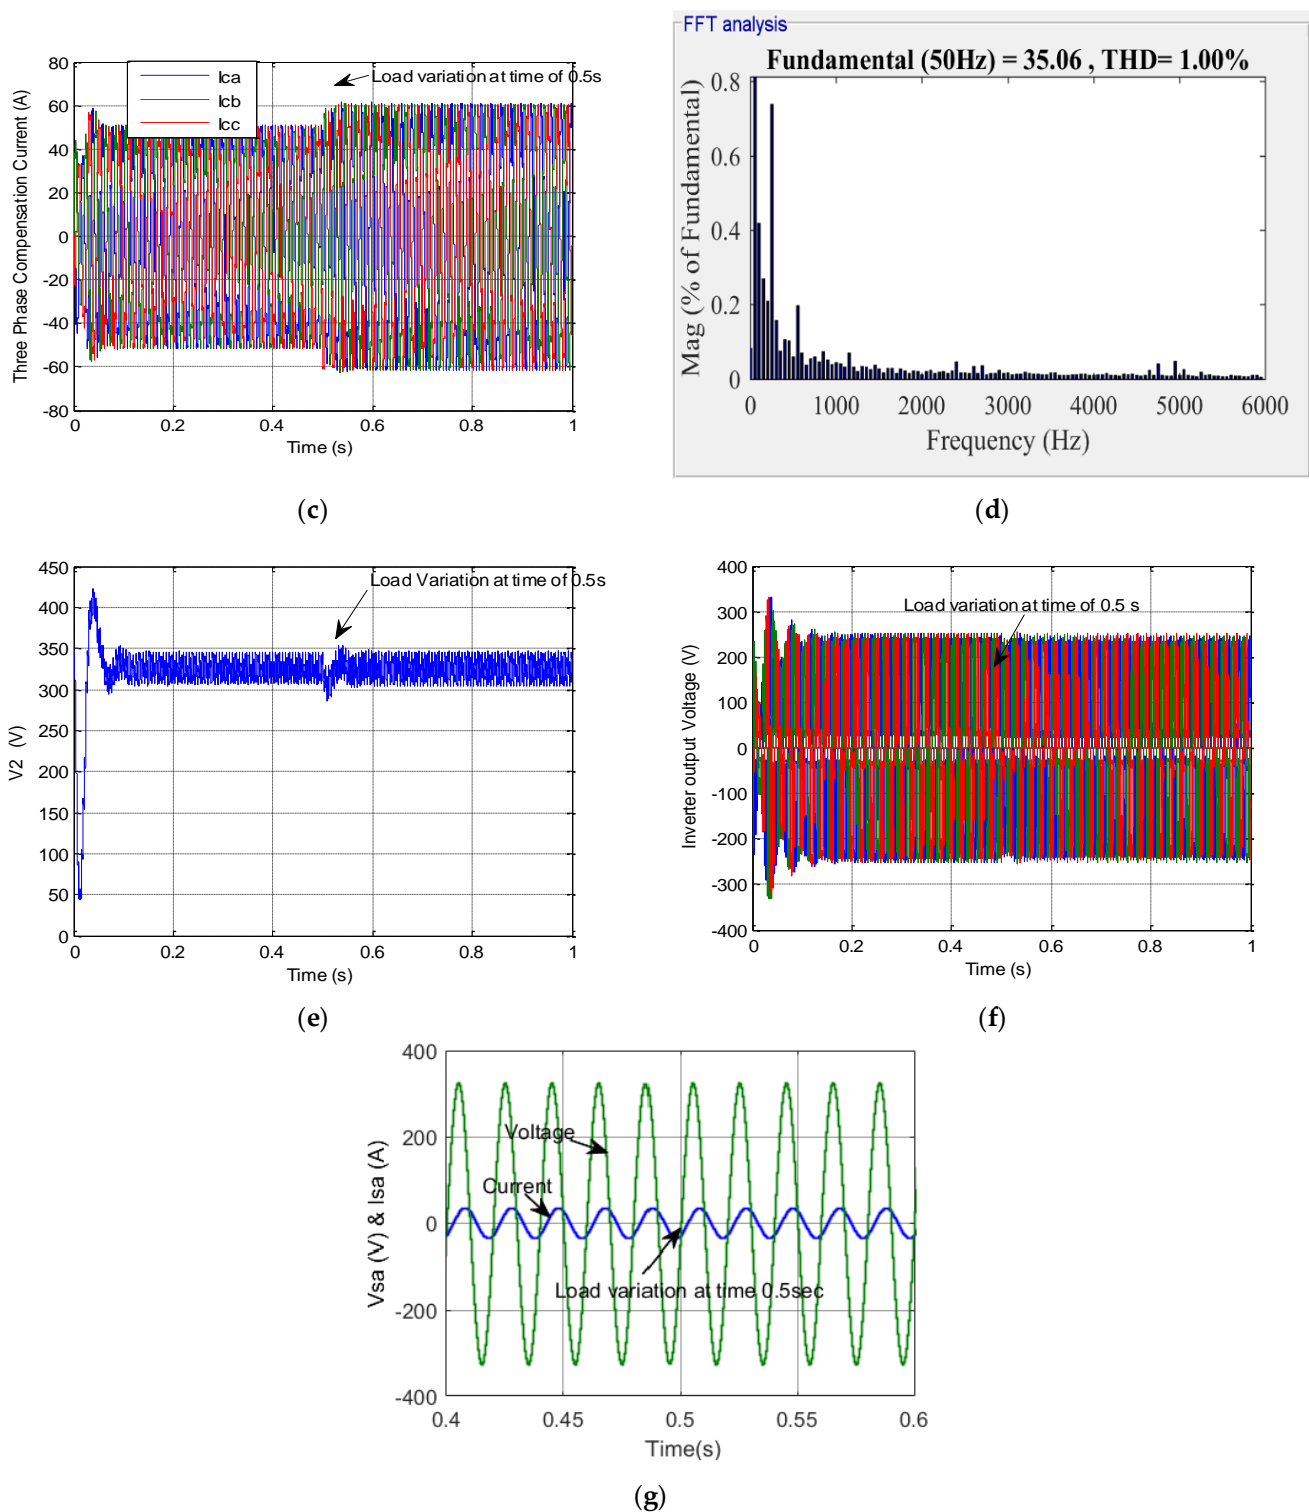 Three Phase Compensation Current (A)
80
60
40
20
0
-20
-40
-60
-80
Ica
Icb
Icc
Load variation at time of 0.5s
0 0.2 0.4 0.6 0.8 1
Time (s)
(c)
FFT analysis
Fundamental (50Hz) = 35.06 , THD= 1.00%
Mag (% of Fundamental)
0.8
0.6
0.4
0.2
0
0 1000 2000 3000 4000 5000 6000
Frequency (Hz)
(d)
V2 (V)
450
400
350
300
250
200
150
100
50
0
Load Variation at time of 0.5s
0 0.2 0.4 0.6 0.8 1
Time (s)
(e)
Inverter output Voltage (V)
400
300
200
100
0
-100
-200
-300
-400
Load variation at time of 0.5 s
0 0.2 0.4 0.6 0.8 1
Time (s)
(f)
Vsa (V) & Isa (A)
400
200
0
-200
-400
Voltage
Current
Load variation at time 0.5sec
0.4 0.45 0.5 0.55 0.6
Time(s)
(g)